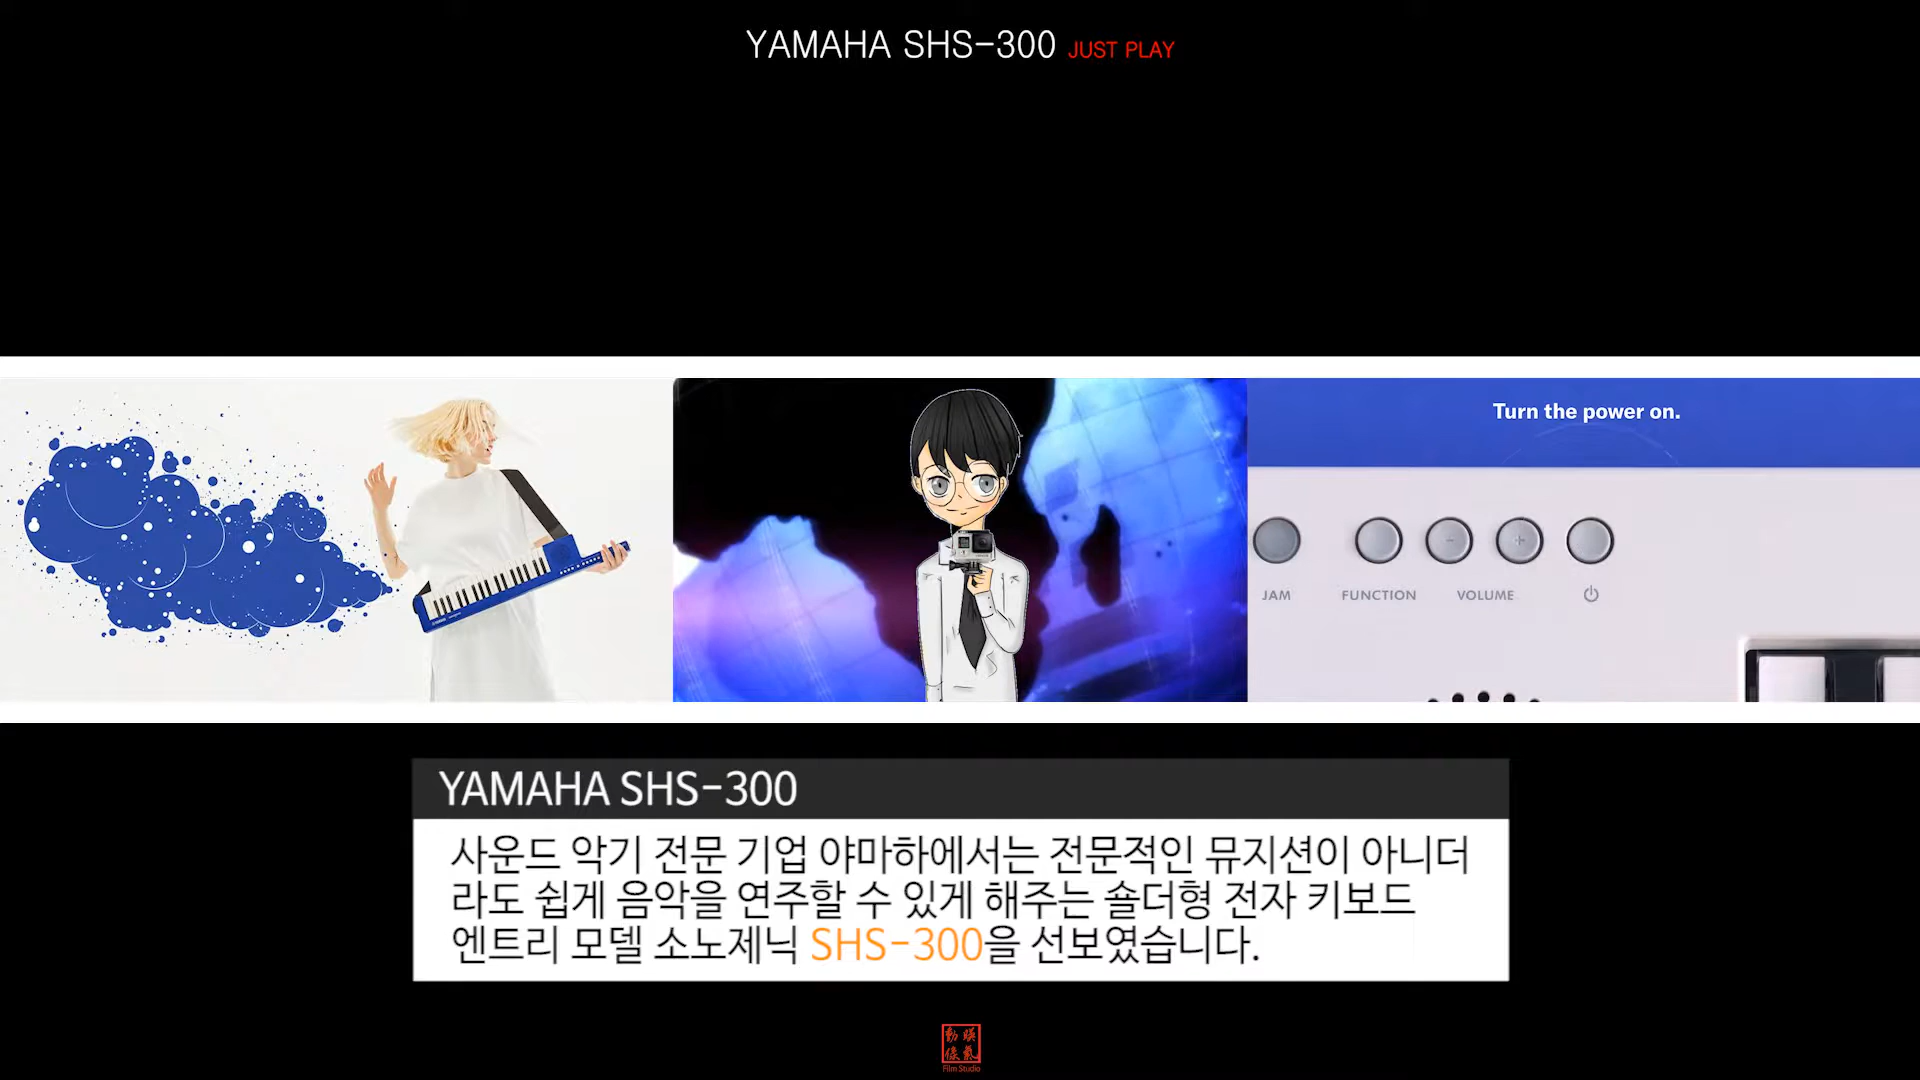 YAMAHA SHS-300 JUST PLAY
Turn the power on.
JAM FUNCTION VOLUME
YAMAHA SHS-300
사운드 악기 전문 기업 야마하에서는 전문적인 뮤지션이 아니더
라도 쉽게 음악을 연주할 수 있게 해주는 숄더형 전자 키보드
엔트리 모델 소노제닉 SHS-300을 선보였습니다.
Film Studio